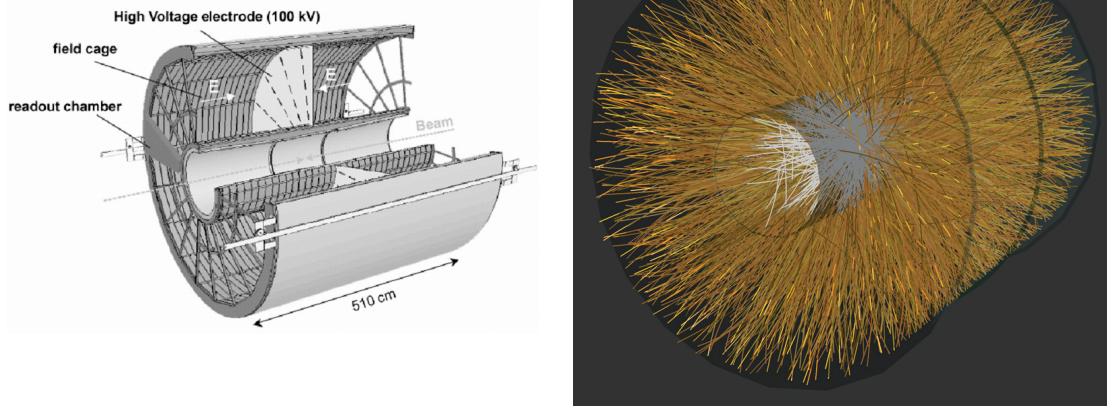 High Voltage electrode (100 kV)
field cage
E
E
readout chamber
Beam
510 cm